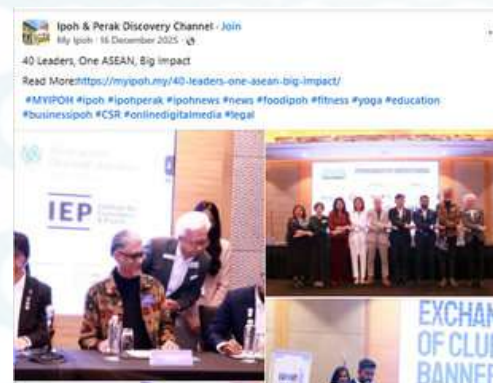 Ipoh & Perak Discovery Channel · Join
My Ipoh · 16 December 2025 ·
40 Leaders, One ASEAN, Big Impact
Read More:https://myipoh.my/40-leaders-one-asean-big-impact/
#MYIPOH #ipoh #ipohperak #ipohnews #news #foodipoh #fitness #yoga #education
#businessipoh #CSR #onlinedigitalmedia #legal
IEP
EXCHAN
OF CLU
BANNER